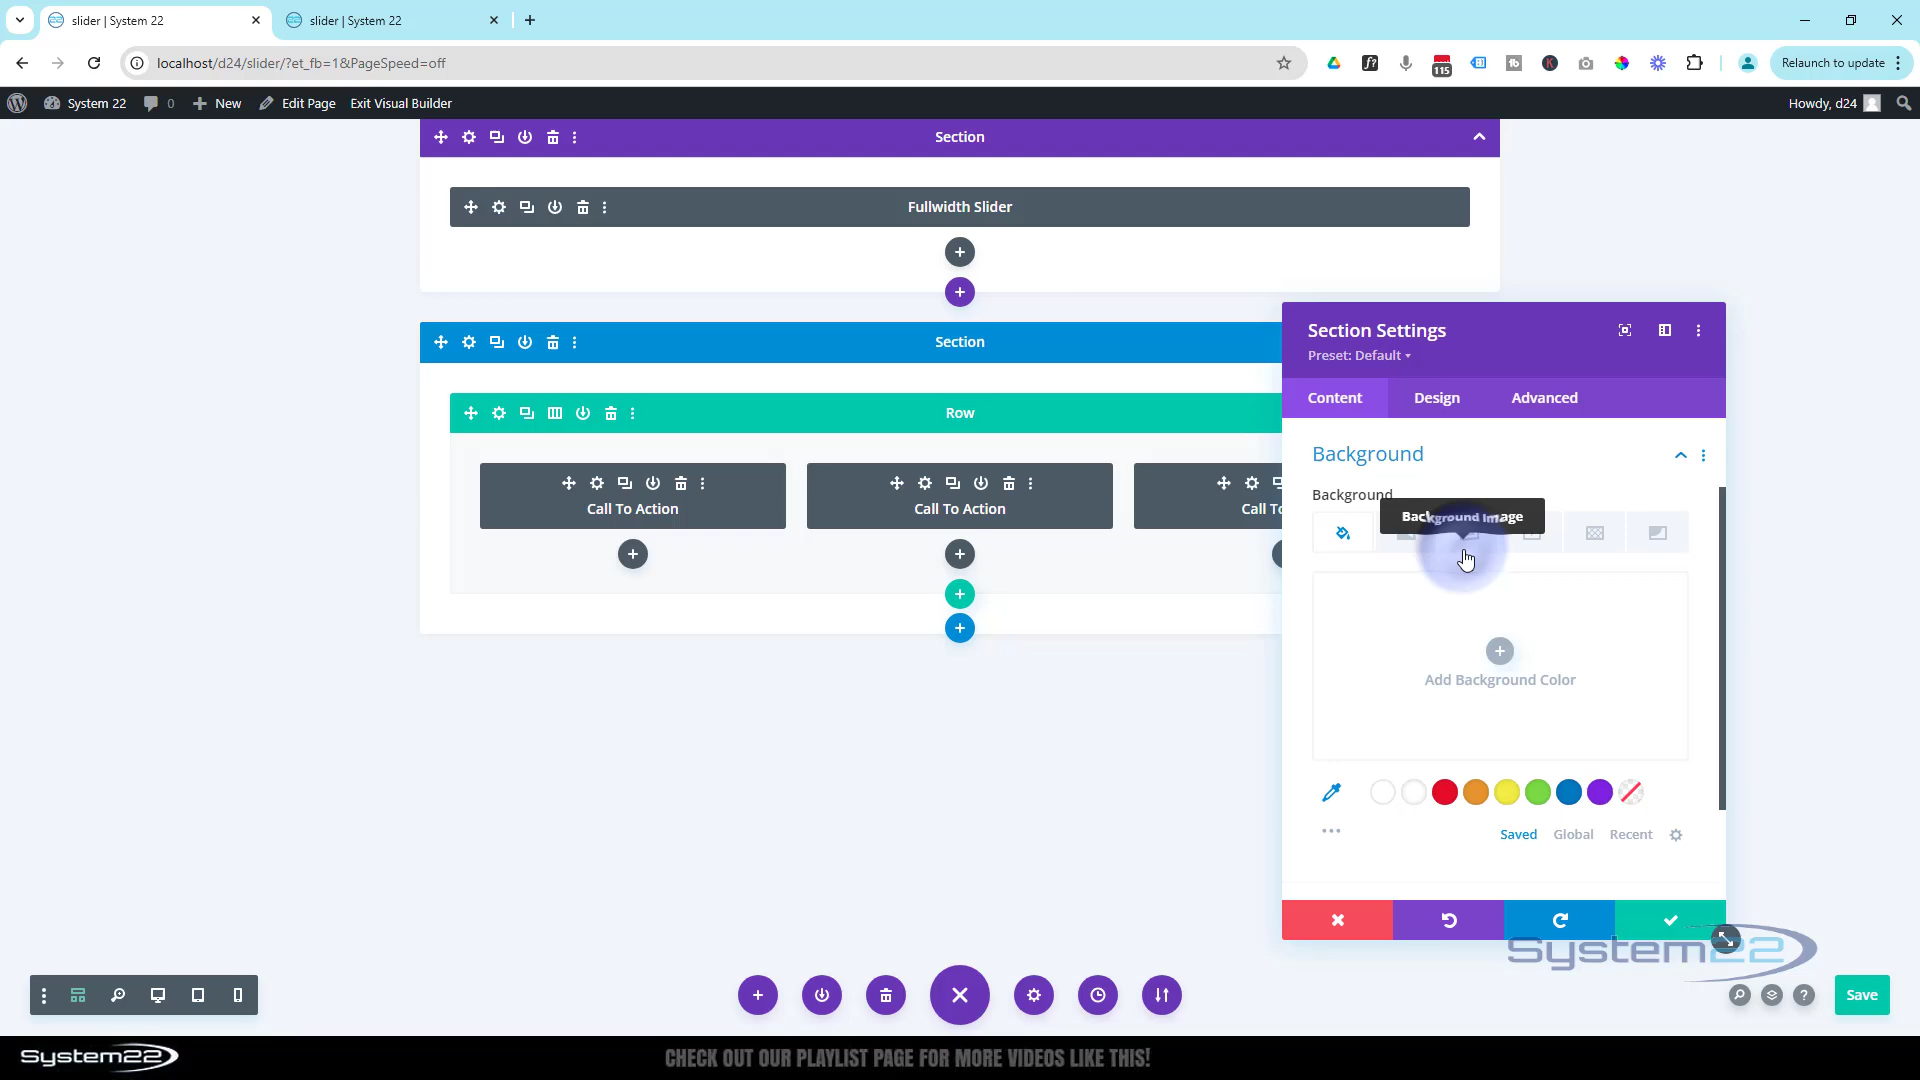 slider | System 22
slider | System 22
localhost/d24/slider/?et_fb=1&PageSpeed=off
115
Relaunch to update
System 22
0
New
Edit Page
Exit Visual Builder
Howdy, d24
Section
Fullwidth Slider
Section
Row
Call To Action
Call To Action
Call To
Section Settings
Preset: Default
Content
Design
Advanced
Background
Background
Background Image
Add Background Color
Saved
Global
Recent
System22
Save
System22
CHECK OUT OUR PLAYLIST PAGE FOR MORE VIDEOS LIKE THIS!